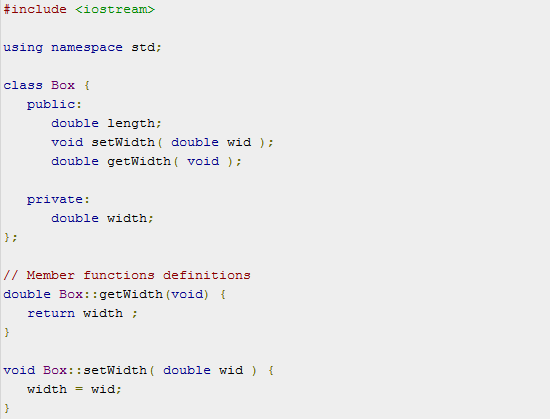 #include <iostream>
using namespace std;
class Box {
public:
double length;
void setWidth( double wid );
double getWidth( void );
private:
double width;
};
// Member functions definitions
double Box::getWidth(void) {
return width ;
}
void Box::setWidth( double wid ) {
width = wid;
}